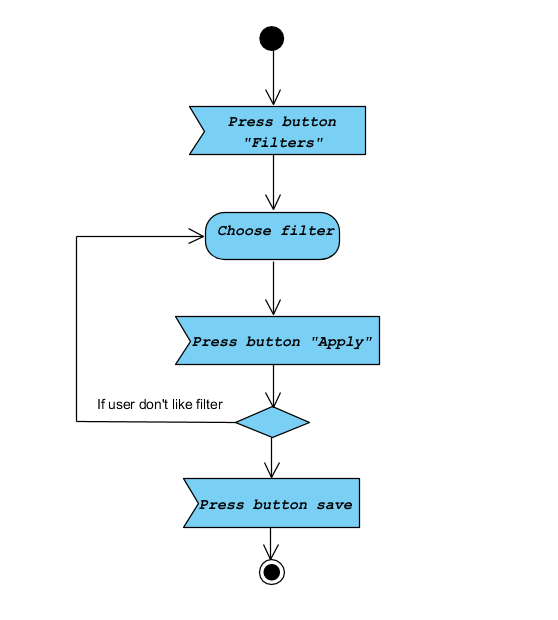 Press button
"Filters"
Choose filter
Press button "Apply"
If user don't like filter
Press button save